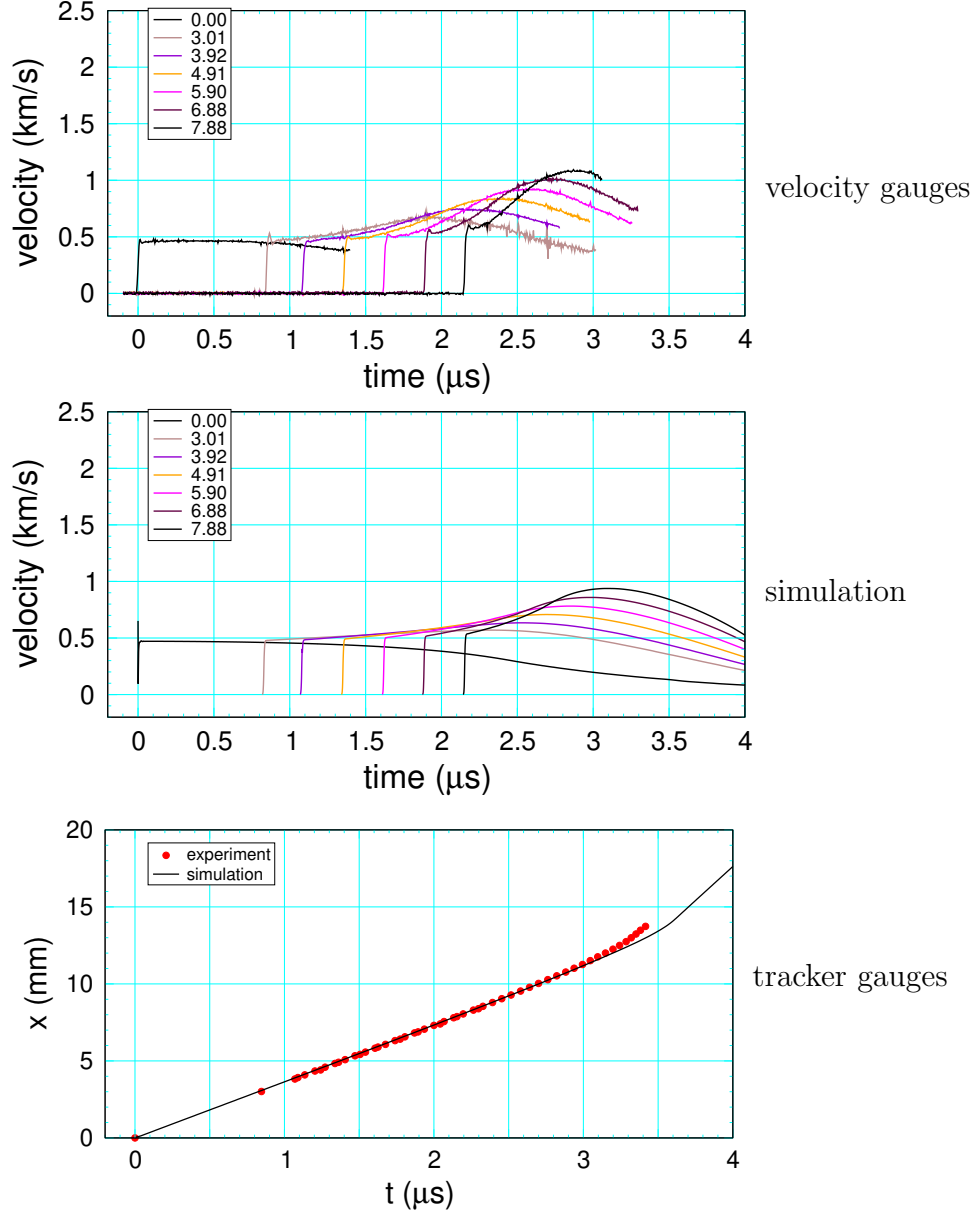 2.5
2
1.5
1
0.5
0
velocity (km/s)
0.00
3.01
3.92
4.91
5.90
6.88
7.88
0 0.5 1 1.5 2 2.5 3 3.5 4
time (μs)
velocity gauges
2.5
2
1.5
1
0.5
0
velocity (km/s)
0.00
3.01
3.92
4.91
5.90
6.88
7.88
0 0.5 1 1.5 2 2.5 3 3.5 4
time (μs)
simulation
20
15
10
5
0
x (mm)
experiment
simulation
0 1 2 3 4
t (μs)
tracker gauges